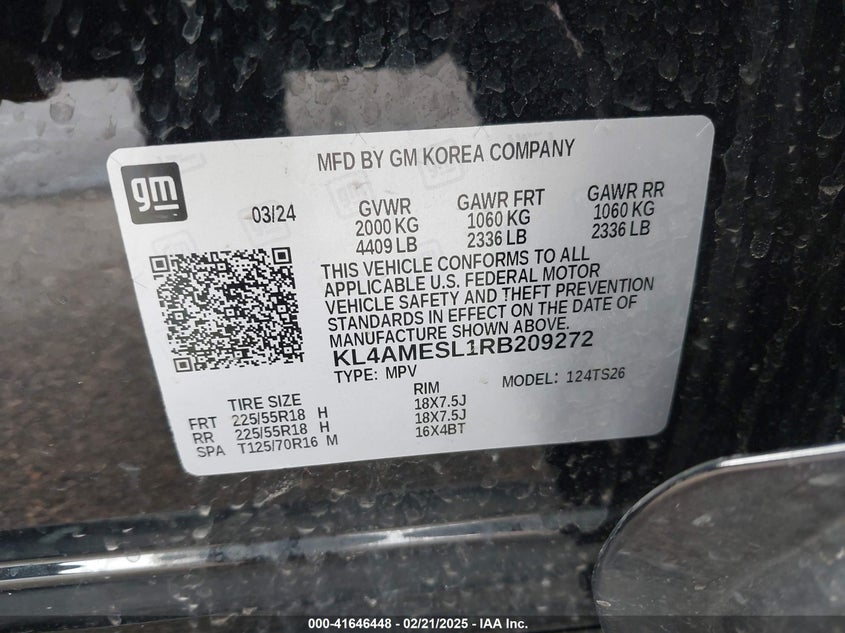 MFD BY GM KOREA COMPANY
gm
03/24
GVWR GAWR FRT GAWR RR
2000 KG 1060 KG 1060 KG
4409 LB 2336 LB 2336 LB
THIS VEHICLE CONFORMS TO ALL
APPLICABLE U.S. FEDERAL MOTOR
VEHICLE SAFETY AND THEFT PREVENTION
STANDARDS IN EFFECT ON THE DATE OF
MANUFACTURE SHOWN ABOVE.
KL4AMESL1RB209272
TYPE: MPV MODEL: 124TS26
TIRE SIZE RIM
FRT 225/55R18 H 18X7.5J
RR 225/55R18 H 18X7.5J
SPA T125/70R16 M 16X4BT
000-41646448 - 02/21/2025 - IAA Inc.